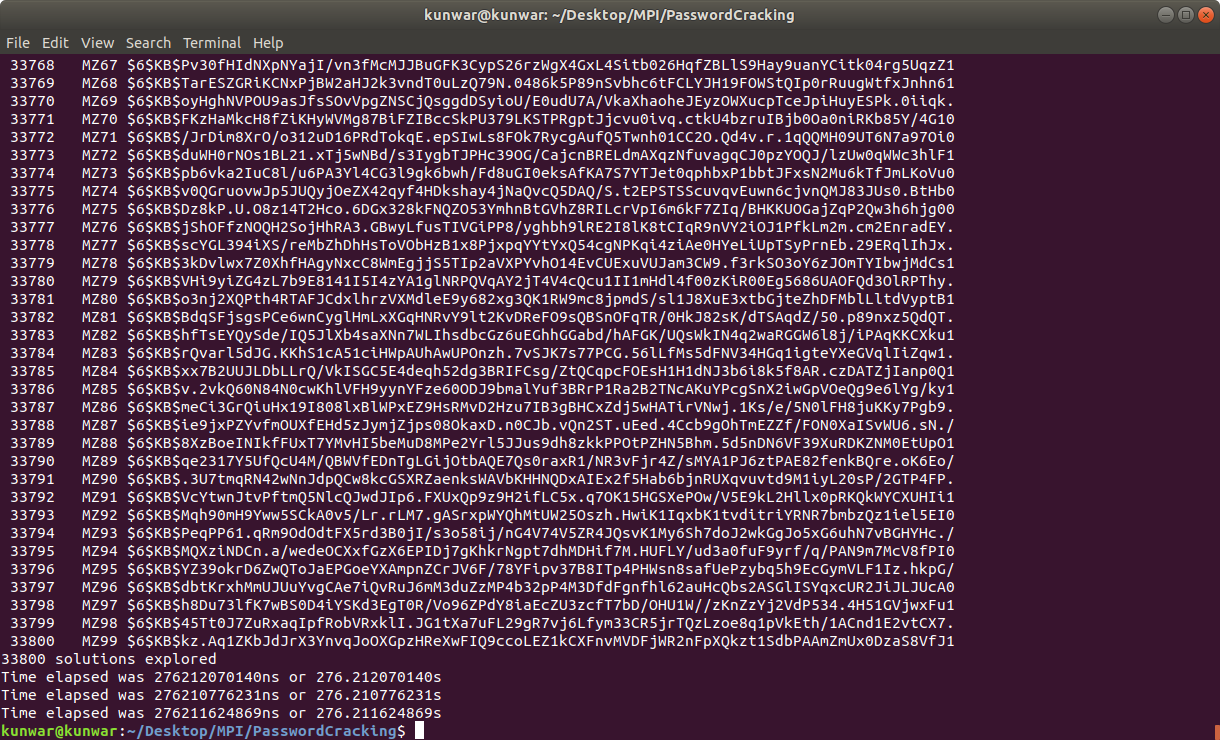 kunwar@kunwar: ~/Desktop/MPI/PasswordCracking
File Edit View Search Terminal Help
33768 MZ67 $6$KB$Pv30fHIdNXpNYajI/vn3fMcMJJBuGFK3CypS26rzWgX4GxL4Sitb026HqfZBLlS9Hay9uanYCitk04rg5UqzZ1
33769 MZ68 $6$KB$TarESZGRiKCNxPjBW2aHJ2k3vndT0uLzQ79N.0486k5P89nSvbhc6tFCLYJH19FOWStQIp0rRuugWtfxJnhn61
33770 MZ69 $6$KB$oyHghNVPOU9asJfsSOvVpgZNSCjQsggdDSyioU/E0udU7A/VkaXhaoheJEyzOWXucpTceJpiHuyESPk.0iiqk.
33771 MZ70 $6$KB$FKzHaMkcH8fZiKHyWVMg87BiFZIBccSkPU379LKSTPRgptJjcvu0ivq.ctkU4bzruIBjb0Oa0niRKb85Y/4G10
33772 MZ71 $6$KB$/JrDim8XrO/o312uD16PRdTokqE.epSIwLs8FOk7RycgAufQ5Twnh01CC2O.Qd4v.r.1qQQMH09UT6N7a97Oi0
33773 MZ72 $6$KB$duWH0rNOs1BL21.xTj5wNBd/s3IygbTJPHc39OG/CajcnBRELdmAXqzNfuvagqCJ0pzYOQJ/lzUw0qWWc3hlF1
33774 MZ73 $6$KB$pb6vka2IuC8l/u6PA3Yl4CG3l9gk6bwh/Fd8uGI0eksAfKA7S7YTJet0qphbxP1bbtJFxsN2Mu6kTfJmLKoVu0
33775 MZ74 $6$KB$v0QGruovwJp5JUQyjOeZX42qyf4HDkshay4jNaQvcQ5DAQ/S.t2EPSTSScuvqvEuwn6cjvnQMJ83JUs0.BtHb0
33776 MZ75 $6$KB$Dz8kP.U.O8z14T2Hco.6DGx328kFNQZO53YmhnBtGVhZ8RILcrVpI6m6kF7ZIq/BHKKUOGajZqP2Qw3h6hjg00
33777 MZ76 $6$KB$jShOFfzNOQH2SojHhRA3.GBwyLfusTIVGiPP8/yghbh9lRE2I8lK8tCIqR9nVY2iOJ1PfkLm2m.cm2EnradEY.
33778 MZ77 $6$KB$scYGL394iXS/reMbZhDhHsToVObHzB1x8PjxpqYYtYxQ54cgNPKqi4ziAe0HYeLiUpTSyPrnEb.29ERqlIhJx.
33779 MZ78 $6$KB$3kDvlwx7Z0XhfHAgyNxcC8WmEgjjS5TIp2aVXPYvhO14EvCUExuVUJam3CW9.f3rkSO3oY6zJOmTYIbwjMdCs1
33780 MZ79 $6$KB$VHi9yiZG4zL7b9E8141I5I4zYA1glNRPQVqAY2jT4V4cQcu1II1mHdl4f00zKiR00Eg5686UAOFQd3OlRPThy.
33781 MZ80 $6$KB$o3nj2XQPth4RTAFJCdxlhrzVXMdleE9y682xg3QK1RW9mc8jpmdS/sl1J8XuE3xtbGjteZhDFMblLltdVyptB1
33782 MZ81 $6$KB$BdqSFjsgsPCe6wnCyglHmLxXGqHNRvY9lt2KvDReFO9sQBSnOFqTR/0HkJ82sK/dTSAqdZ/50.p89nxz5QdQT.
33783 MZ82 $6$KB$hfTsEYQySde/IQ5JlXb4saXNn7WLIhsdbcGz6uEGhhGGabd/hAFGK/UQsWkIN4q2waRGGW6l8j/iPAqKKCXku1
33784 MZ83 $6$KB$rQvarl5dJG.KKhS1cA51ciHWpAUhAwUPOnzh.7vSJK7s77PCG.56lLfMs5dFNV34HGq1igteYXeGVqlIiZqw1.
33785 MZ84 $6$KB$xx7B2UUJLDbLLrQ/VkISGC5E4deqh52dg3BRIFCsg/ZtQCqpcFOEsH1H1dNJ3b6i8k5f8AR.czDATZjIanp0Q1
33786 MZ85 $6$KB$v.2vkQ60N84N0cwKhlVFH9yynYFze60ODJ9bmalYuf3BRrP1Ra2B2TNcAKuYPcgSnX2iwGpVOeQg9e6lYg/ky1
33787 MZ86 $6$KB$meCi3GrQiuHx19I808lxBlWPxEZ9HsRMvD2Hzu7IB3gBHCxZdj5wHATirVNwj.1Ks/e/5N0lFH8juKKy7Pgb9.
33788 MZ87 $6$KB$ie9jxPZYvfmOUXfEHd5zJymjZjps08OkaxD.n0CJb.vQn2ST.uEed.4Ccb9gOhTmEZZf/FON0XaISvWU6.sN./
33789 MZ88 $6$KB$8XzBoeINIkfFUxT7YMvHI5beMuD8MPe2Yrl5JJus9dh8zkkPPOtPZHN5Bhm.5d5nDN6VF39XuRDKZNM0EtUpO1
33790 MZ89 $6$KB$qe2317Y5UfQcU4M/QBWVfEDnTgLGijOtbAQE7Qs0raxR1/NR3vFjr4Z/sMYA1PJ6ztPAE82fenkBQre.oK6Eo/
33791 MZ90 $6$KB$.3U7tmqRN42wNnJdpQCw8kcGSXRZaenksWAVbKHHNQDxAIEx2f5Hab6bjnRUXqvuvtd9M1iyL20sP/2GTP4FP.
33792 MZ91 $6$KB$VcYtwnJtvPftmQ5NlcQJwdJIp6.FXUxQp9z9H2ifLC5x.q7OK15HGSXePOw/V5E9kL2Hllx0pRKQkWYCXUHIi1
33793 MZ92 $6$KB$Mqh90mH9Yww5SCkA0v5/Lr.rLM7.gASrxpWYQhMtUW25Oszh.HwiK1IqxbK1tvditriYRNR7bmbzQz1iel5EI0
33794 MZ93 $6$KB$PeqPP61.qRm9OdOdtFX5rd3B0jI/s3o58ij/nG4V74V5ZR4JQsvK1My6Sh7doJ2wkGgJo5xG6uhN7vBGHYHc./
33795 MZ94 $6$KB$MQXziNDCn.a/wedeOCXxfGzX6EPIDj7gKhkrNgpt7dhMDHif7M.HUFLY/ud3a0fuF9yrf/q/PAN9m7McV8fPI0
33796 MZ95 $6$KB$YZ39okrD6ZwQToJaEPGoeYXAmpnZCrJV6F/78YFipv37B8ITp4PHWsn8safUePzybq5h9EcGymVLF1Iz.hkpG/
33797 MZ96 $6$KB$dbtKrxhMmUJUuYvgCAe7iQvRuJ6mM3duZzMP4b32pP4M3DfdFgnfhl62auHcQbs2ASGlISYqxcUR2JiJLJUcA0
33798 MZ97 $6$KB$h8Du73lfK7wBS0D4iYSKd3EgT0R/Vo96ZPdY8iaEcZU3zcfT7bD/OHU1W//zKnZzYj2VdP534.4H51GVjwxFu1
33799 MZ98 $6$KB$45Tt0J7ZuRxaqIpfRobVRxklI.JG1tXa7uFL29gR7vj6Lfym33CR5jrTQzLzoe8q1pVkEth/1ACnd1E2vtCX7.
33800 MZ99 $6$KB$kz.Aq1ZKbJdJrX3YnvqJoOXGpzHReXwFIQ9ccoLEZ1kCXFnvMVDFjWR2nFpXQkzt1SdbPAAmZmUx0DzaS8VfJ1
33800 solutions explored
Time elapsed was 276212070140ns or 276.212070140s
Time elapsed was 276210776231ns or 276.210776231s
Time elapsed was 276211624869ns or 276.211624869s
kunwar@kunwar:~/Desktop/MPI/PasswordCracking$